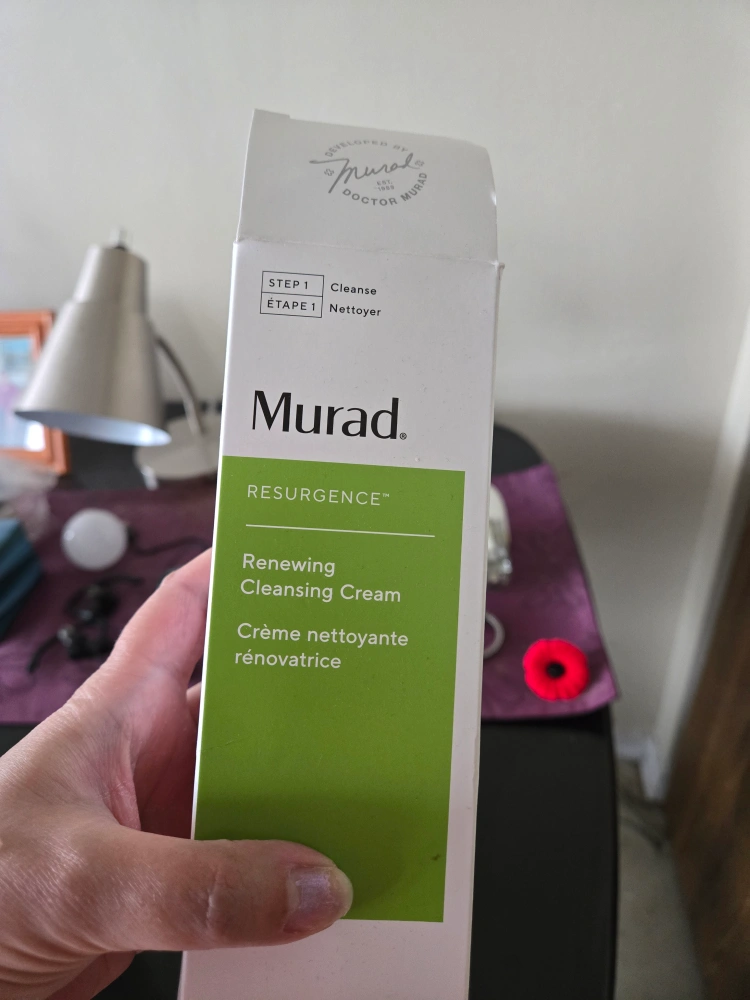 DEVELOPED BY
Murad
EST.
1989
DOCTOR MURAD
STEP 1 Cleanse
ÉTAPE 1 Nettoyer
Murad®
RESURGENCE™
Renewing
Cleansing Cream
Crème nettoyante
rénovatrice